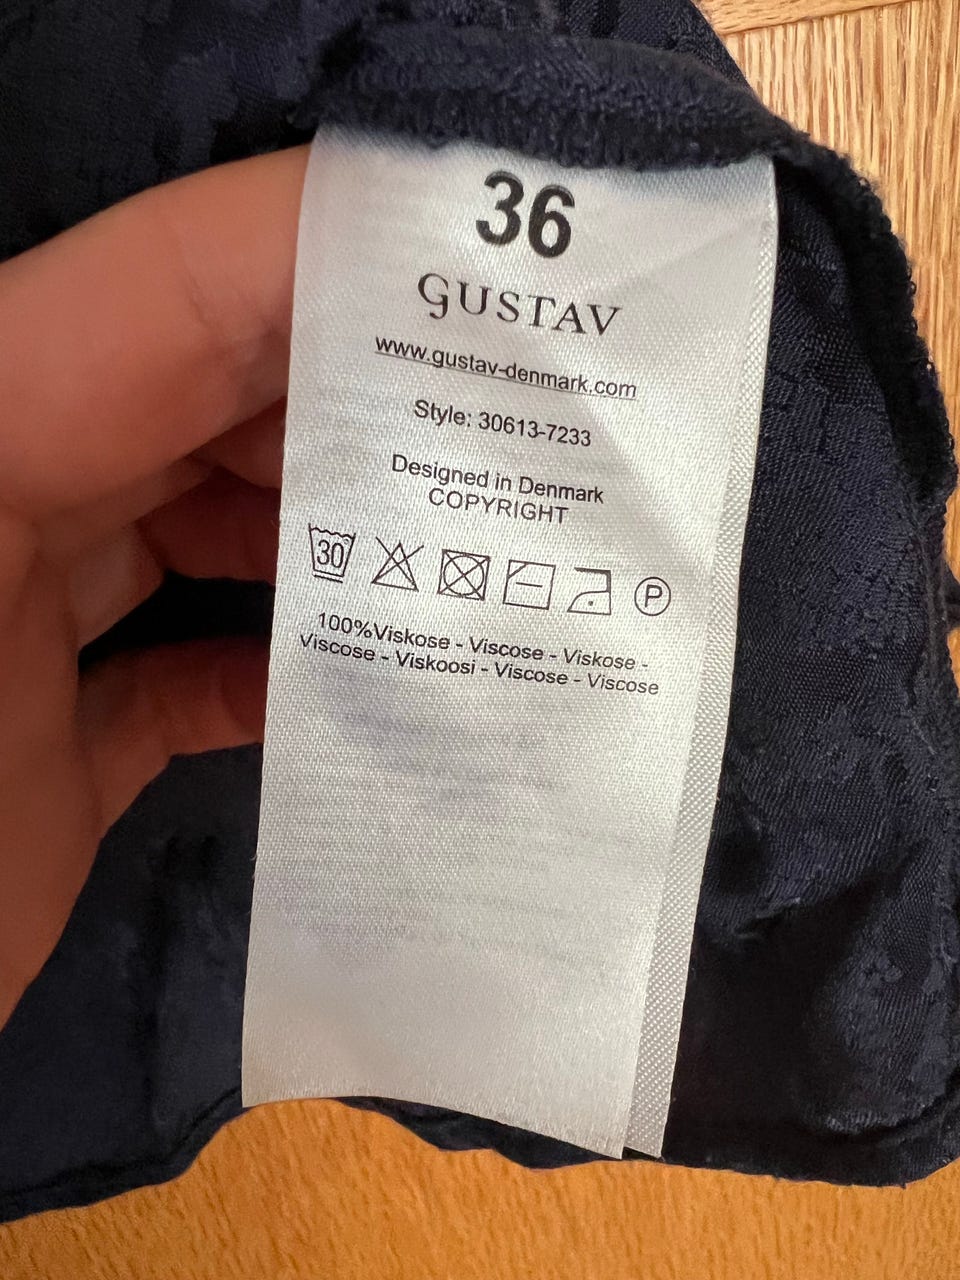 36
GUSTAV
www.gustav-denmark.com
Style: 30613-7233
Designed in Denmark
COPYRIGHT
30 P
100%Viskose - Viscose - Viskose -
Viscose - Viskoosi - Viscose - Viscose